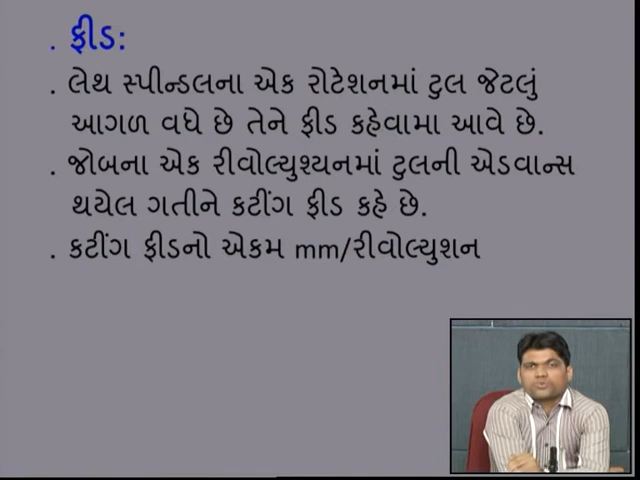 . ફીડ:
. લેથ સ્પીન્ડલના એક રોટેશનમાં ટુલ જેટલું
આગળ વધે છે તેને ફીડ કહેવામા આવે છે.
. જોબના એક રીવોલ્યુશ્યનમાં ટુલની એડવાન્સ
થયેલ ગતીને કટીંગ ફીડ કહે છે.
. કટીંગ ફીડનો એકમ mm/રીવોલ્યુશન